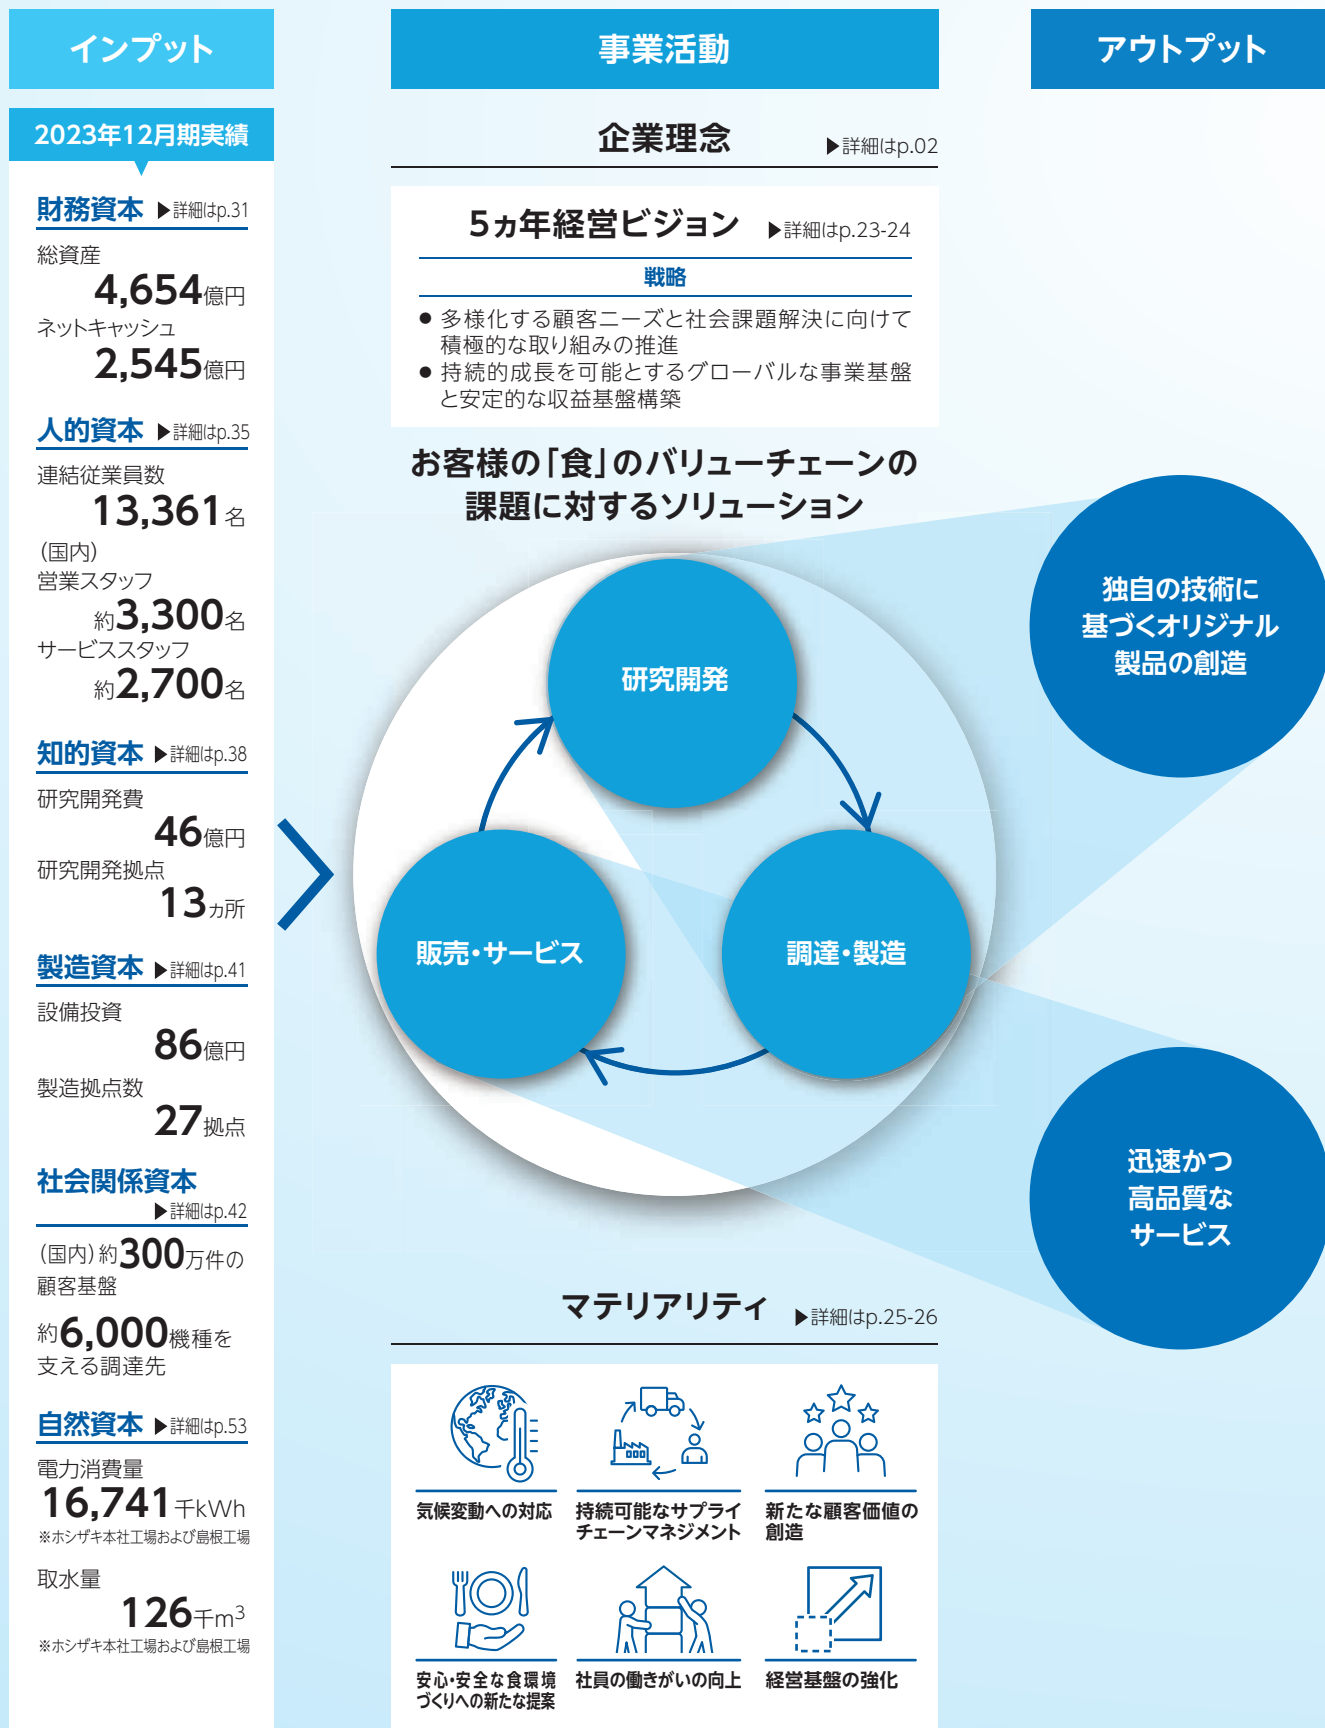 インプット
2023年12月期実績
財務資本 ▶詳細はp.31
総資産
4,654億円
ネットキャッシュ
2,545億円
人的資本 ▶詳細はp.35
連結従業員数
13,361名
（国内）
営業スタッフ
約3,300名
サービススタッフ
約2,700名
知的資本 ▶詳細はp.38
研究開発費
46億円
研究開発拠点
13ヵ所
製造資本 ▶詳細はp.41
設備投資
86億円
製造拠点数
27拠点
社会関係資本
▶詳細はp.42
（国内）約300万件の
顧客基盤
約6,000機種を
支える調達先
自然資本 ▶詳細はp.53
電力消費量
16,741千kWh
※ホシザキ本社工場および島根工場
取水量
126千m³
※ホシザキ本社工場および島根工場
事業活動
企業理念 ▶詳細はp.02
5ヵ年経営ビジョン ▶詳細はp.23-24
戦略
● 多様化する顧客ニーズと社会課題解決に向けて
積極的な取り組みの推進
● 持続的成長を可能とするグローバルな事業基盤
と安定的な収益基盤構築
お客様の「食」のバリューチェーンの
課題に対するソリューション
研究開発
販売・サービス
調達・製造
マテリアリティ ▶詳細はp.25-26
気候変動への対応
持続可能なサプライ
チェーンマネジメント
新たな顧客価値の
創造
安心・安全な食環境
づくりへの新たな提案
社員の働きがいの向上
経営基盤の強化
アウトプット
独自の技術に
基づくオリジナル
製品の創造
迅速かつ
高品質な
サービス